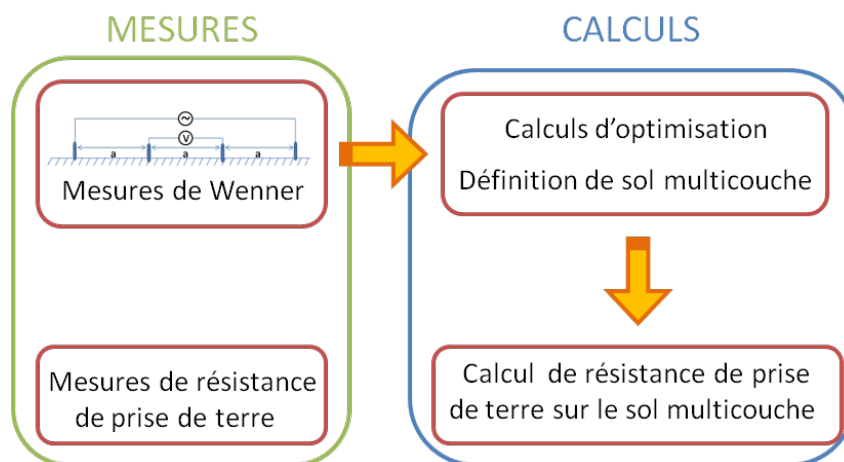 MESURES
CALCULS
~
V
a a a
Mesures de Wenner
Calculs d'optimisation
Définition de sol multicouche
Mesures de résistance
de prise de terre
Calcul de résistance de prise
de terre sur le sol multicouche